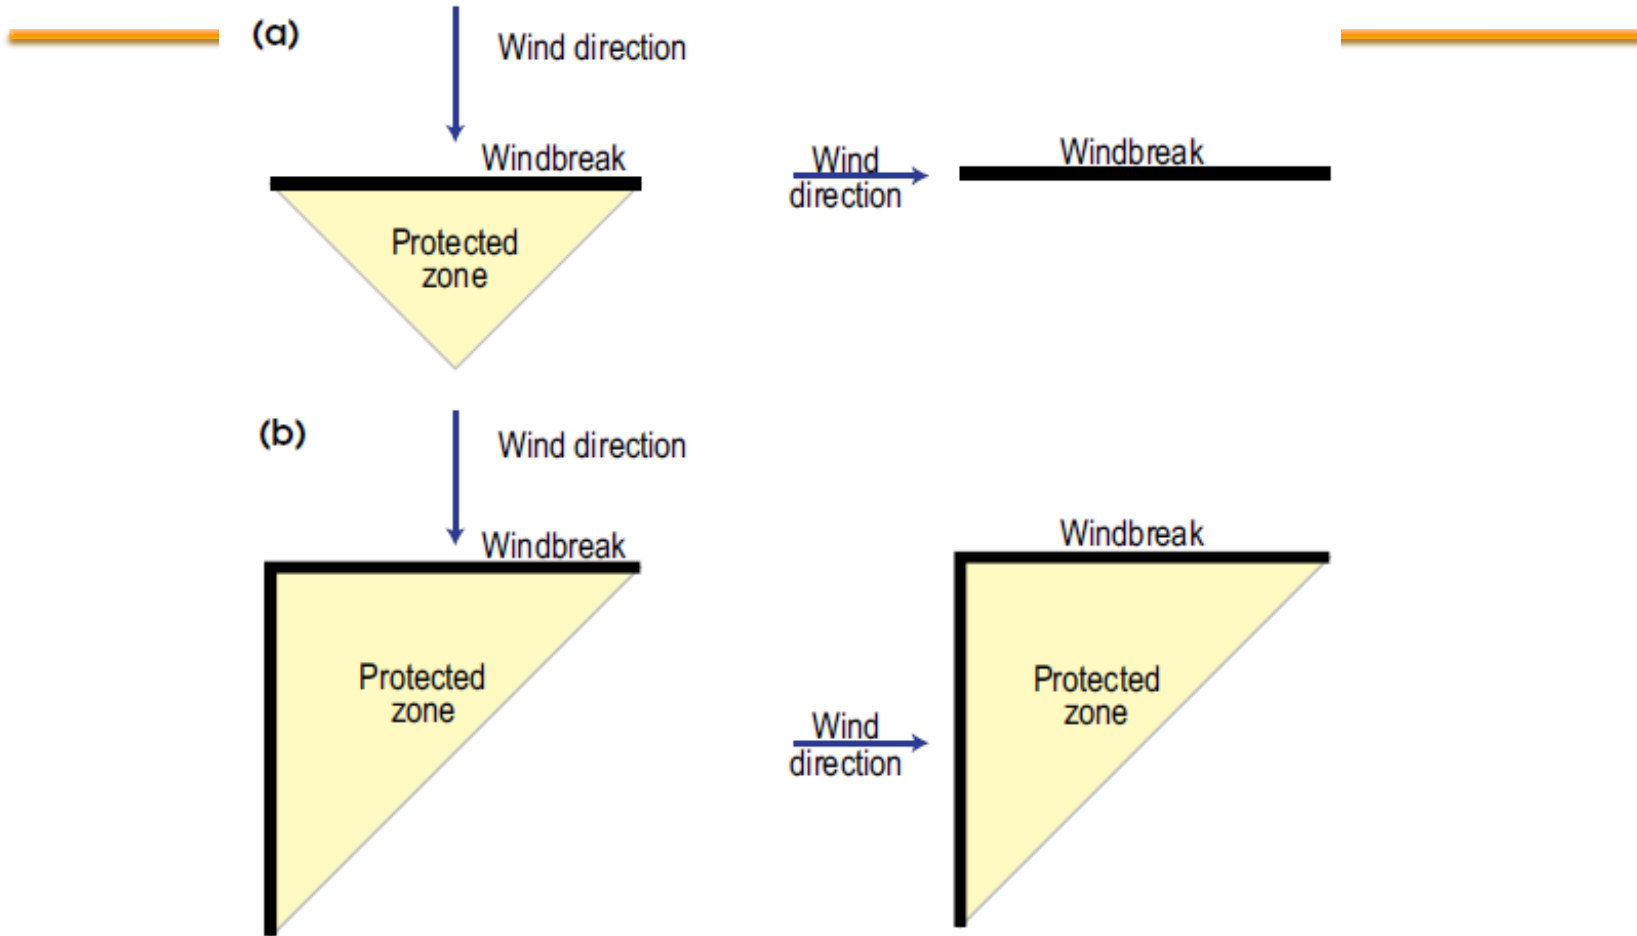 (a)
Wind direction
Windbreak
Protected
zone
Wind
direction
Windbreak
(b)
Wind direction
Windbreak
Protected
zone
Windbreak
Wind
direction
Protected
zone